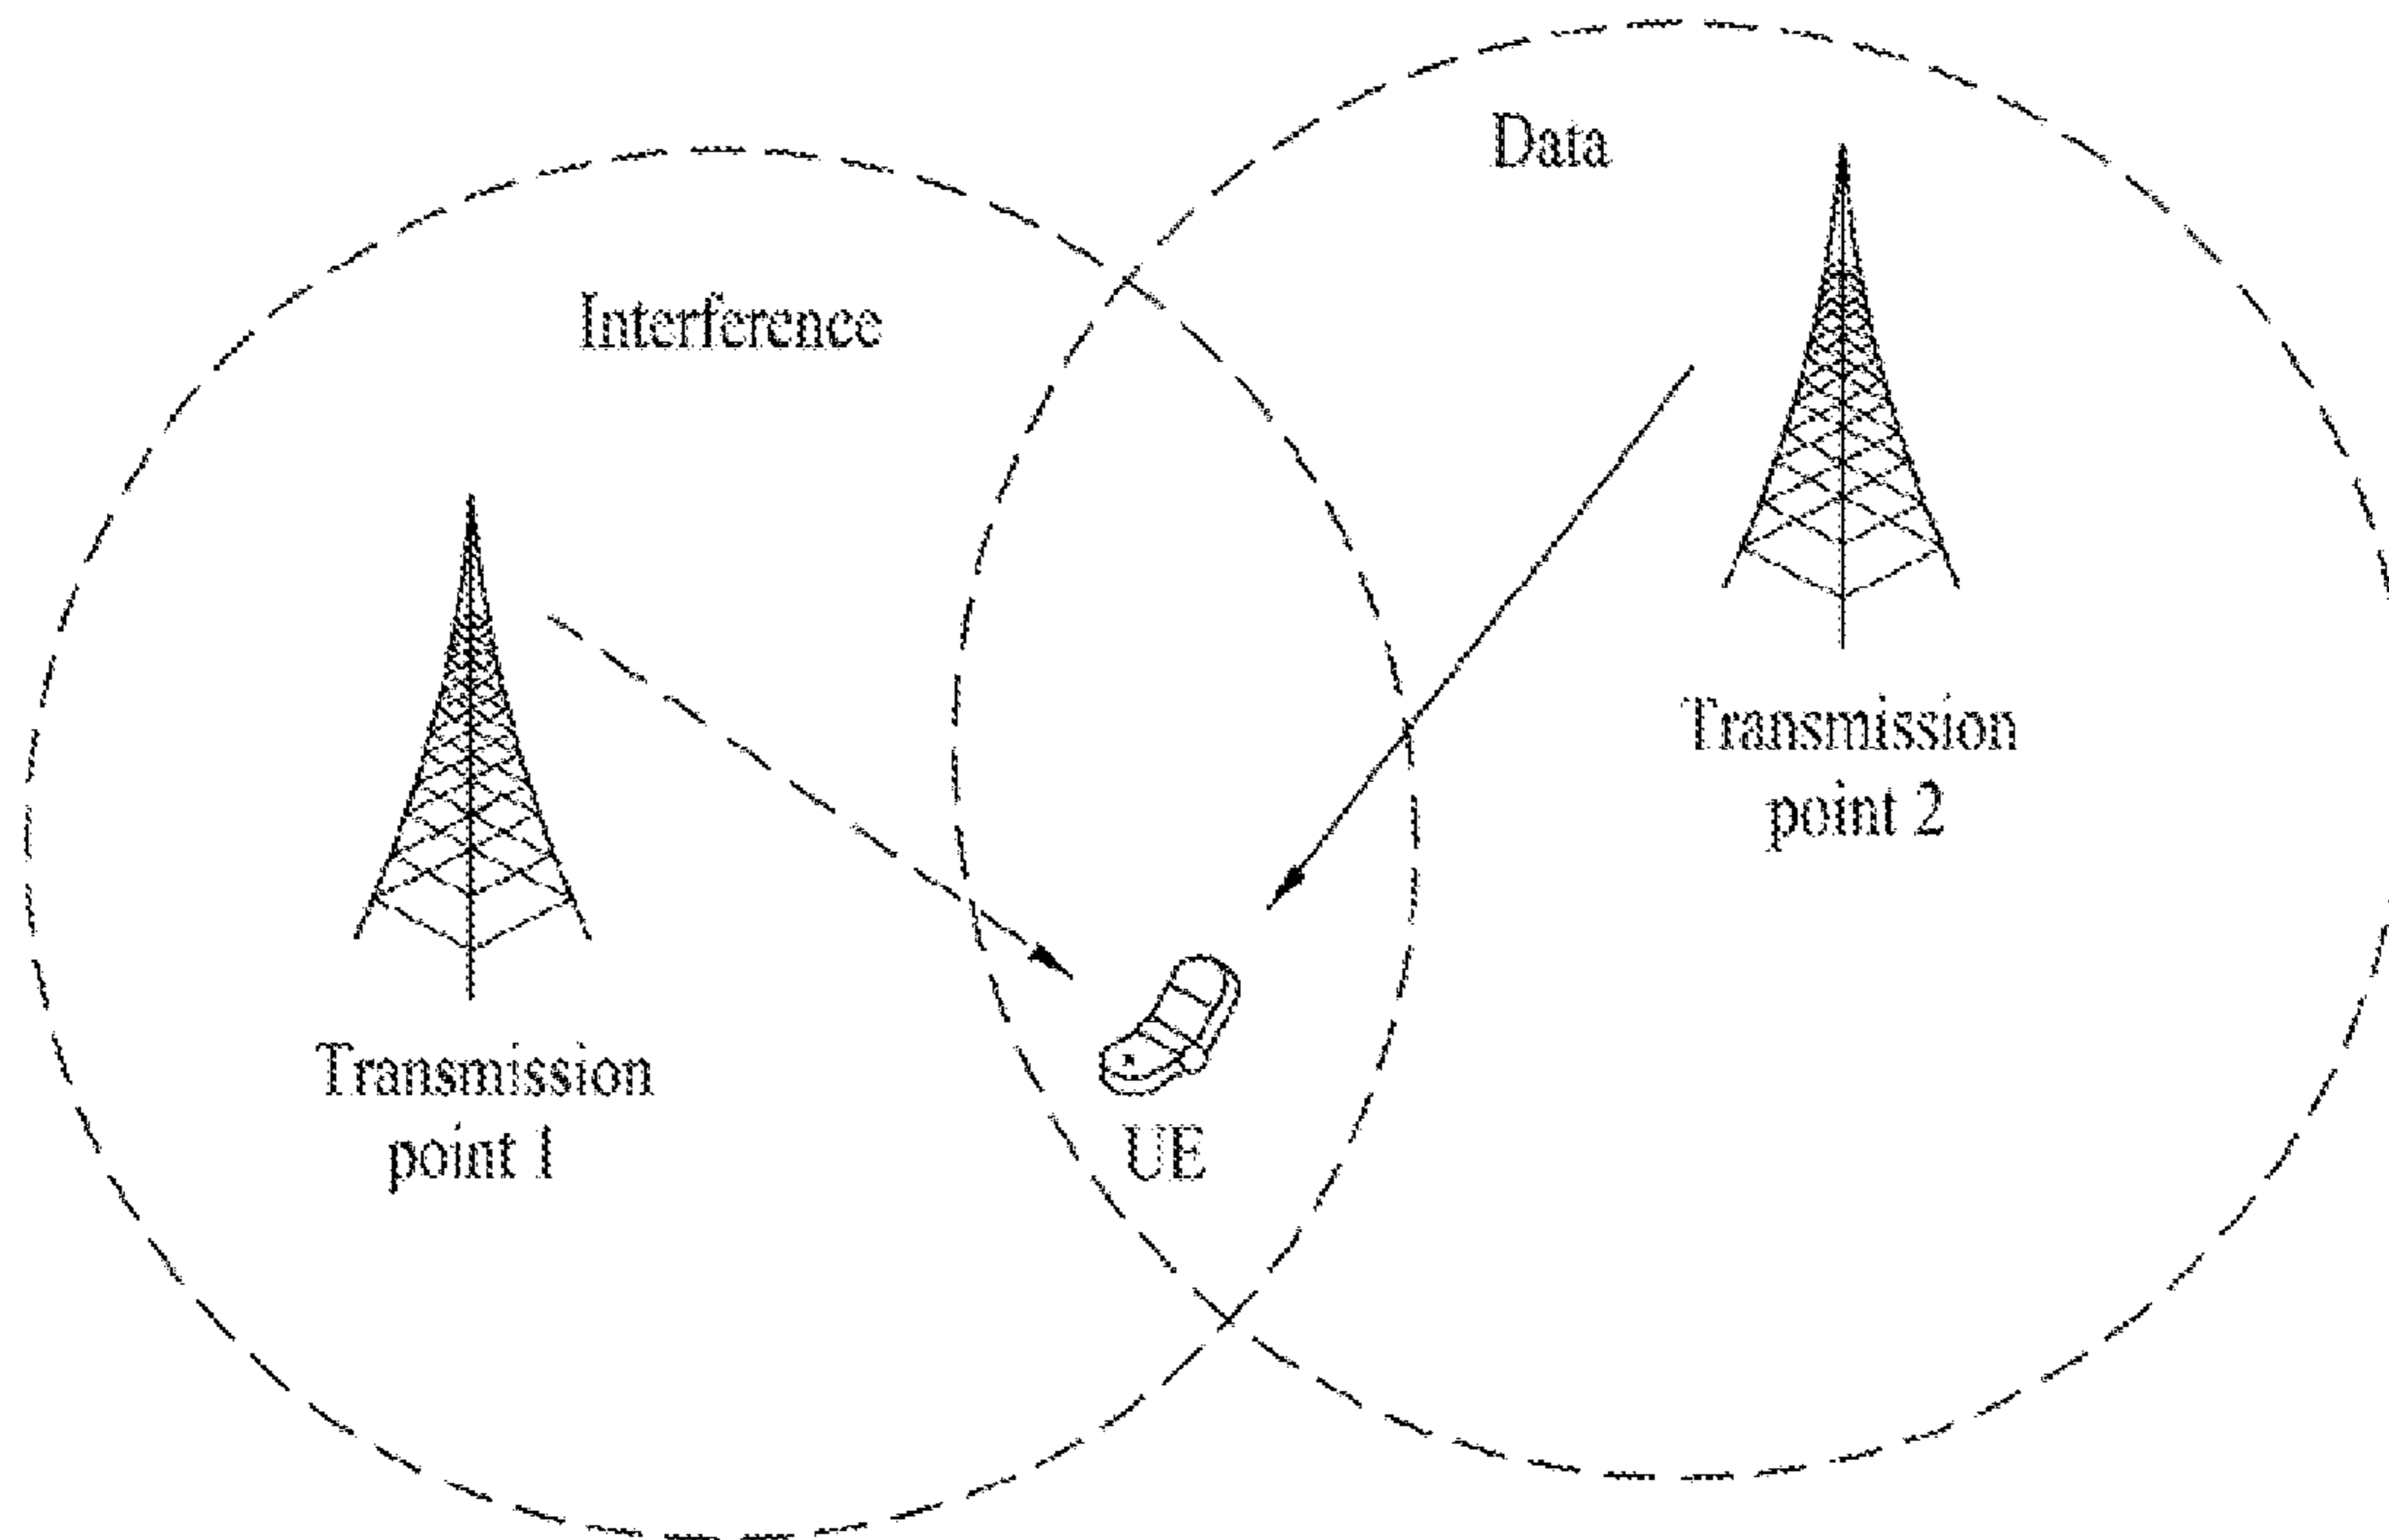 Data
Interference
Transmission
point 2
Transmission
point 1
UE